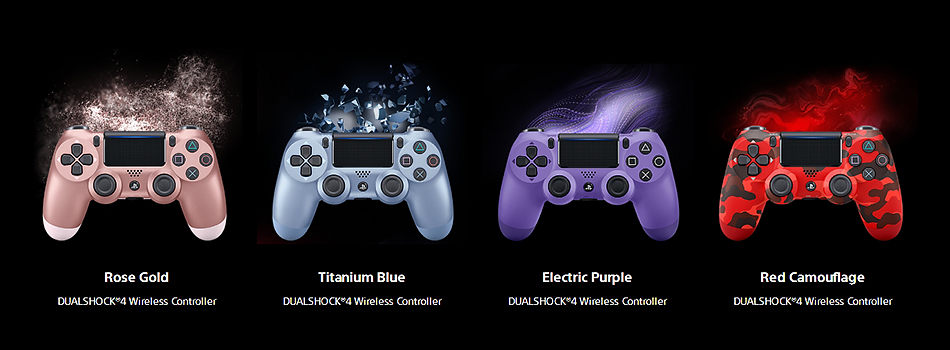 Rose Gold
DUALSHOCK®4 Wireless Controller
Titanium Blue
DUALSHOCK®4 Wireless Controller
Electric Purple
DUALSHOCK®4 Wireless Controller
Red Camouflage
DUALSHOCK®4 Wireless Controller